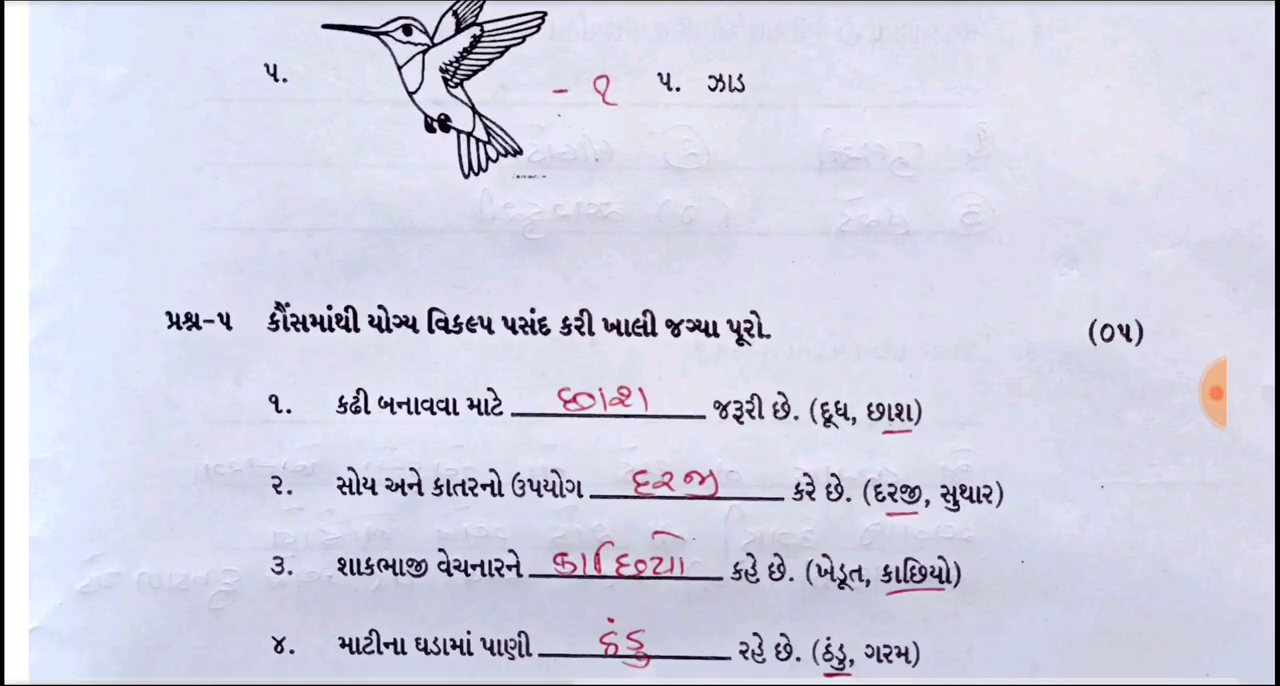 ૫. - ૧ ૫. ઝાડ
પ્રશ્ન-૫ કૌંસમાંથી યોગ્ય વિકલ્પ પસંદ કરી ખાલી જગ્યા પૂરો. (૦૫)
૧. કઢી બનાવવા માટે છાશ જરૂરી છે. (દૂધ, છાશ)
૨. સોય અને કાતરનો ઉપયોગ દરજી કરે છે. (દરજી, સુથાર)
૩. શાકભાજી વેચનારને કાછિયો કહે છે. (ખેડૂત, કાછિયો)
૪. માટીના ઘડામાં પાણી ઠંડુ રહે છે. (ઠંડુ, ગરમ)